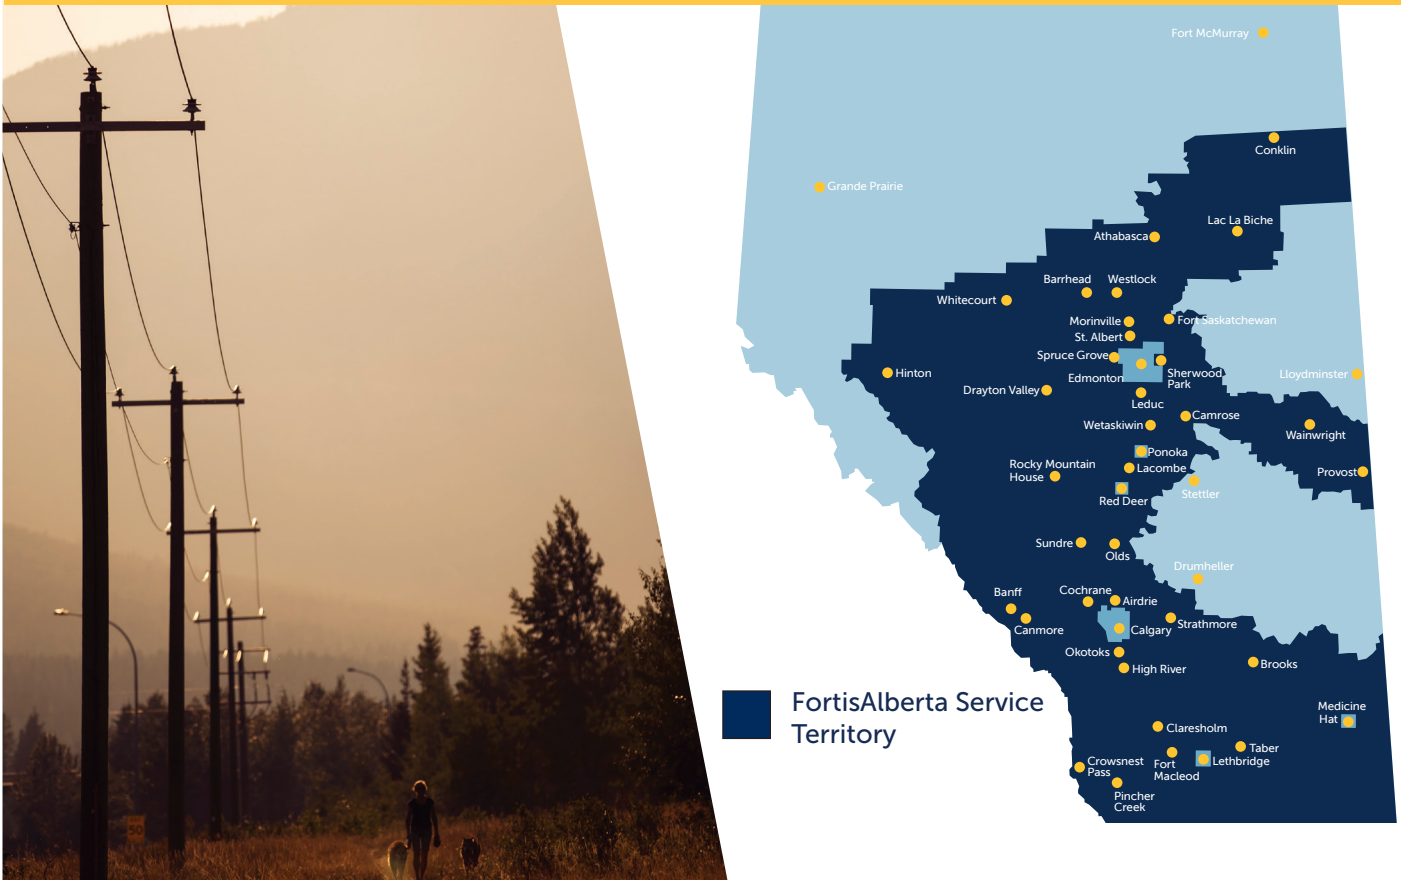 Fort McMurray
Conklin
Grande Prairie
Lac La Biche
Athabasca
Barrhead
Westlock
Whitecourt
Morinville
Fort Saskatchewan
St. Albert
Spruce Grove
Hinton
Edmonton
Sherwood
Park
Lloydminster
Drayton Valley
Leduc
Camrose
Wetaskiwin
Wainwright
Ponoka
Rocky Mountain
House
Lacombe
Provost
Stettler
Red Deer
Sundre
Olds
Drumheller
Banff
Cochrane
Airdrie
Canmore
Calgary
Strathmore
Okotoks
High River
Brooks
FortisAlberta Service
Territory
Medicine
Hat
Claresholm
Taber
Crowsnest
Pass
Fort
Macleod
Lethbridge
Pincher
Creek
50